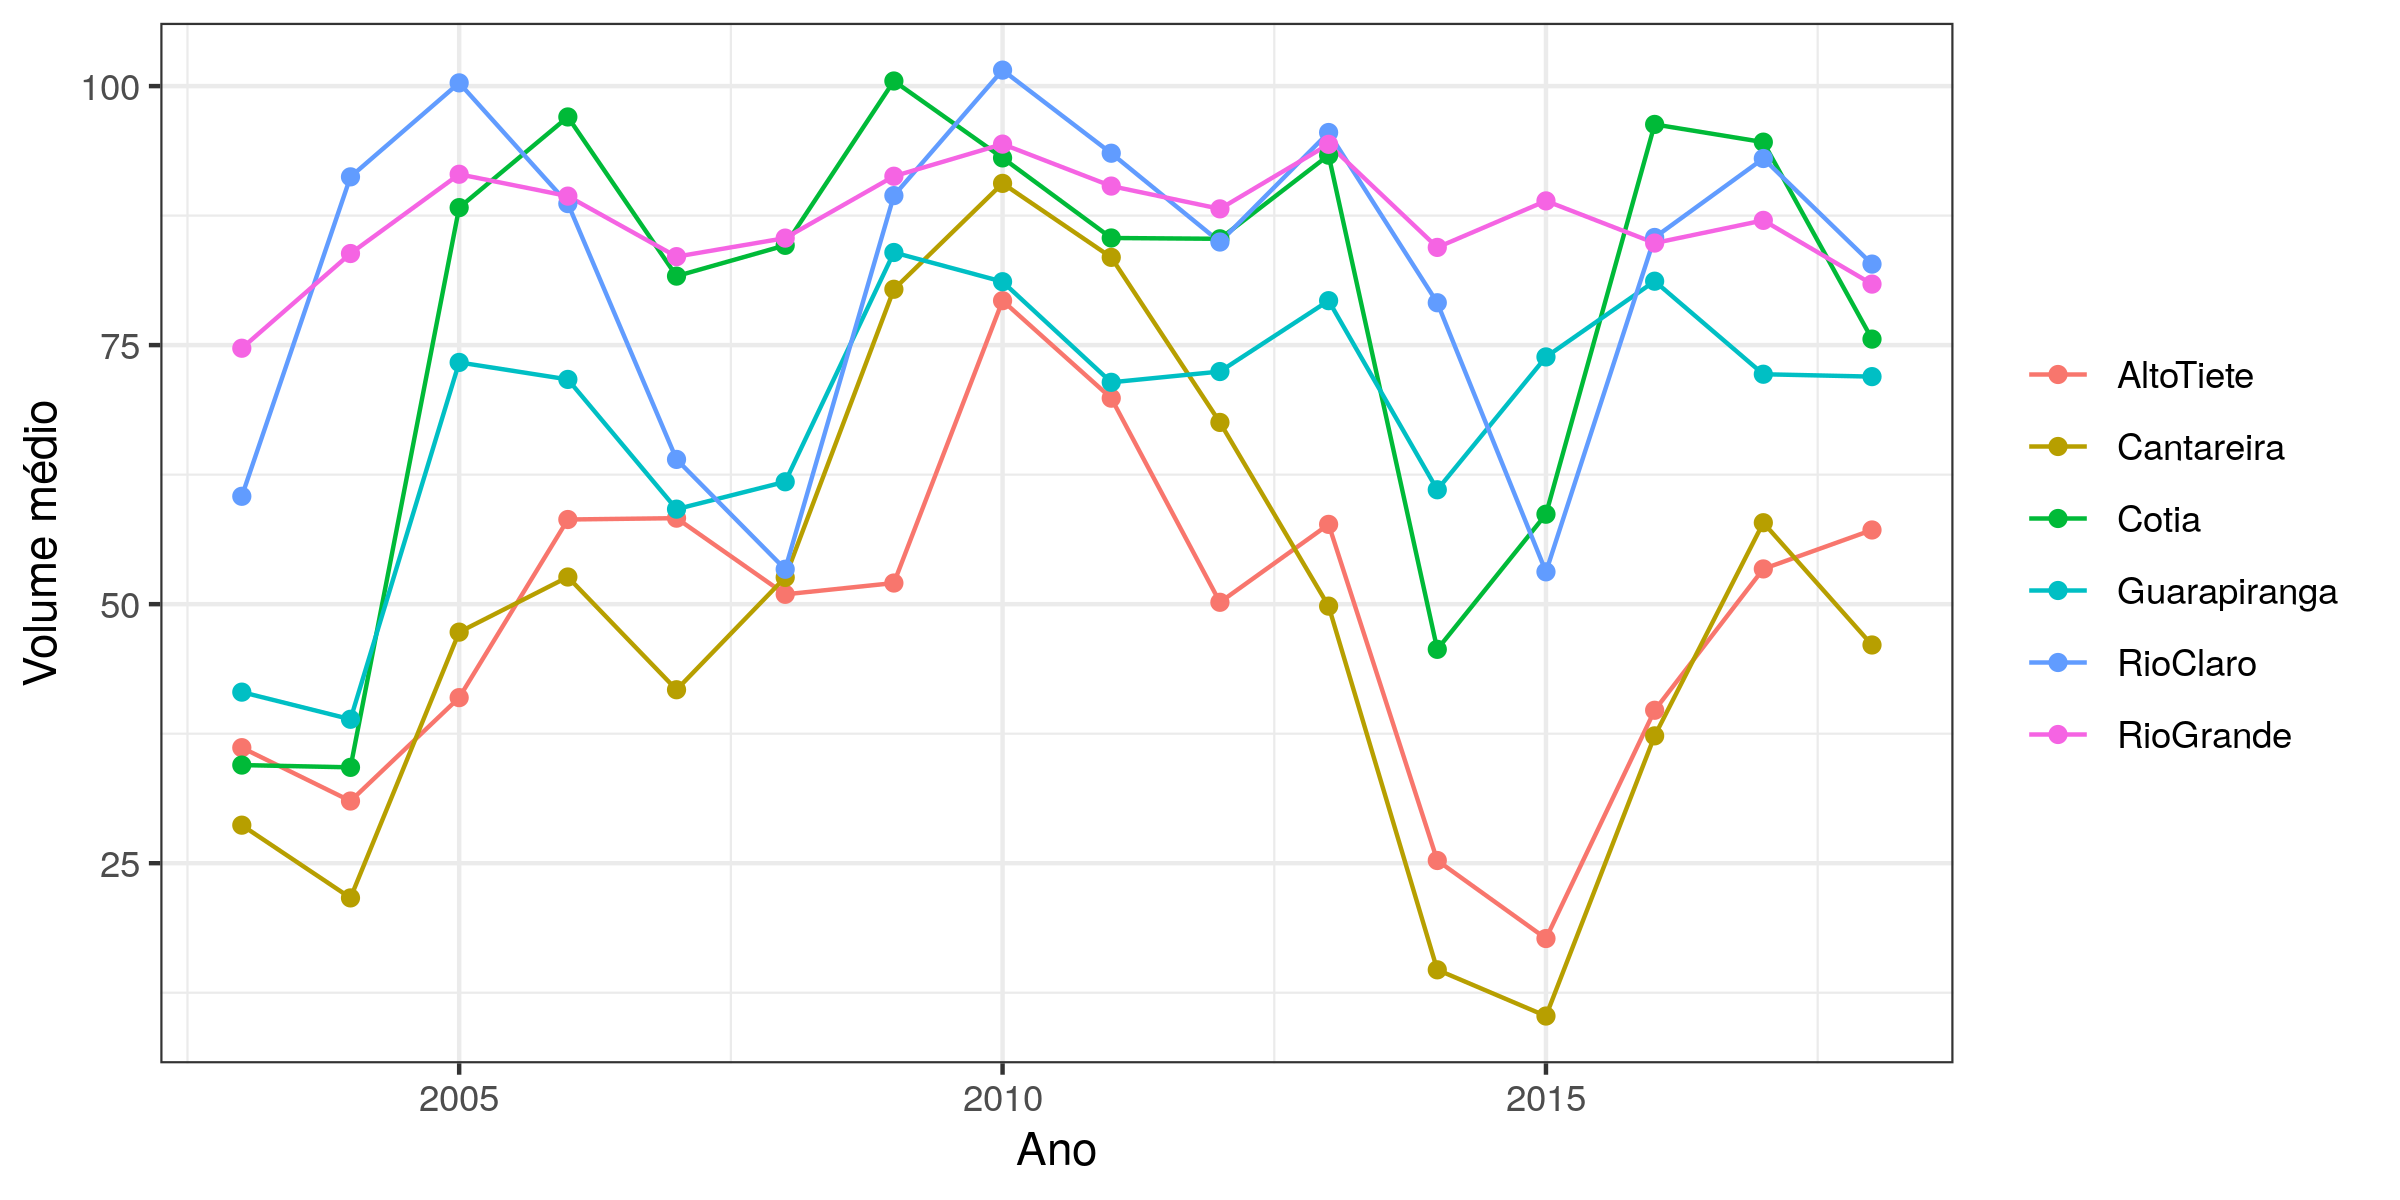 Volume médio
100
75
50
25
2005
2010
2015
Ano
AltoTiete
Cantareira
Cotia
Guarapiranga
RioClaro
RioGrande